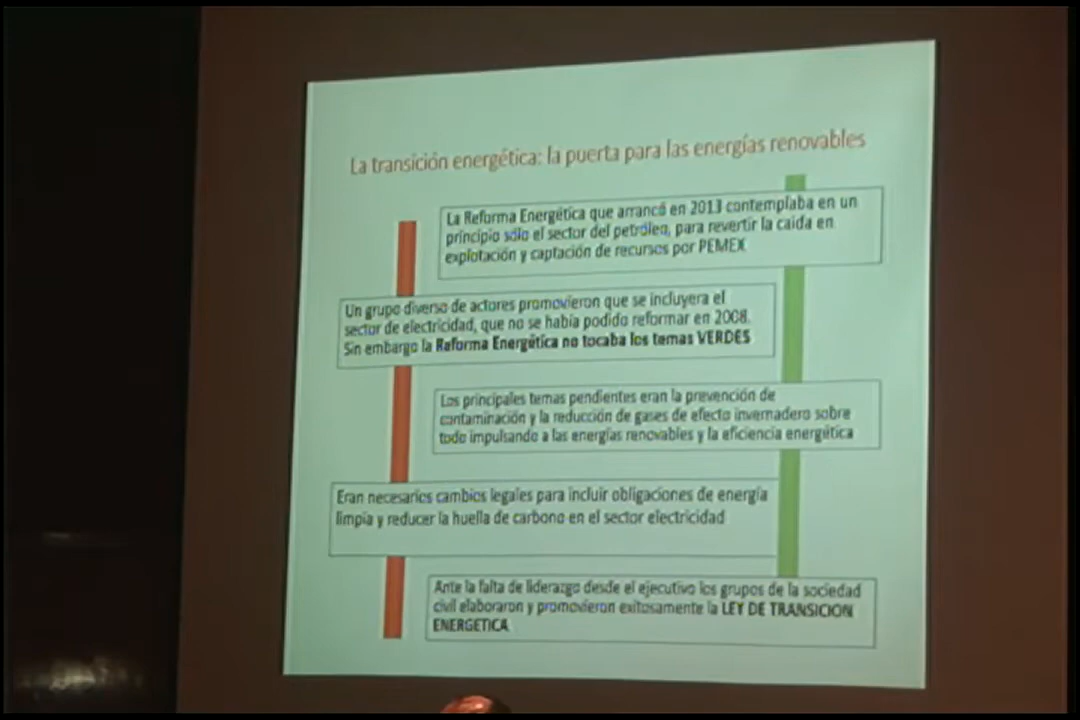 La transición energética: la puerta para las energías renovables
La Reforma Energética que arrancó en 2013 contemplaba en un
principio sólo el sector del petróleo, para revertir la caída en
explotación y captación de recursos por PEMEX
Un grupo diverso de actores promovieron que se incluyera el
sector de electricidad, que no se había podido reformar en 2008.
Sin embargo la Reforma Energética no tocaba los temas VERDES
Los principales temas pendientes eran la prevención de
contaminación y la reducción de gases de efecto invernadero sobre
todo impulsando a las energías renovables y la eficiencia energética
Eran necesarios cambios legales para incluir obligaciones de energía
limpia y reducer la huella de carbono en el sector electricidad
Ante la falta de liderazgo desde el ejecutivo los grupos de la sociedad
civil elaboraron y promovieron exitosamente la LEY DE TRANSICION
ENERGETICA